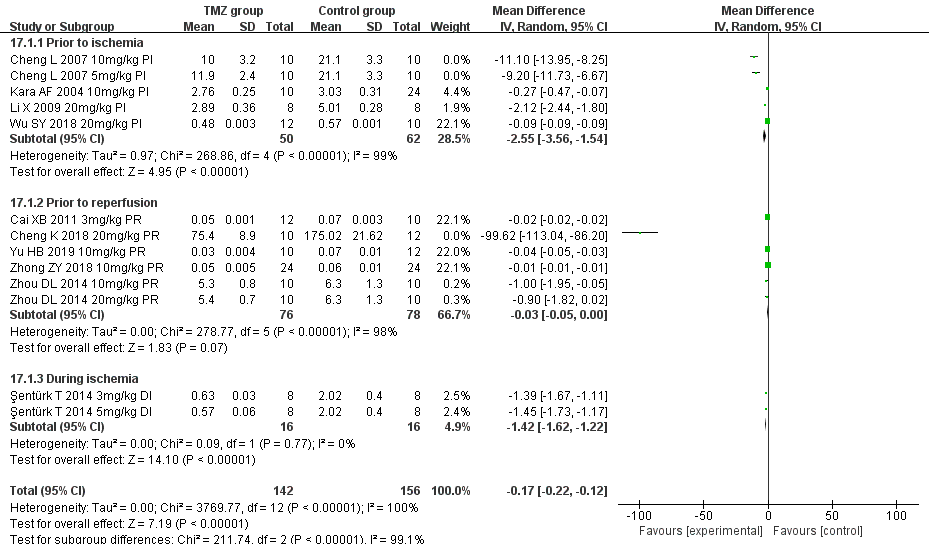 TMZ group Control group Mean Difference Mean Difference
Study or Subgroup Mean SD Total Mean SD Total Weight IV, Random, 95% CI IV, Random, 95% CI
17.1.1 Prior to ischemia
Cheng L 2007 10mg/kg PI 10 3.2 10 21.1 3.3 10 0.0% -11.10 [-13.95, -8.25]
Cheng L 2007 5mg/kg PI 11.9 2.4 10 21.1 3.3 10 0.0% -9.20 [-11.73, -6.67]
Kara AF 2004 10mg/kg PI 2.76 0.25 10 3.03 0.31 24 4.4% -0.27 [-0.47, -0.07]
Li X 2009 20mg/kg PI 2.89 0.36 8 5.01 0.28 8 1.9% -2.12 [-2.44, -1.80]
Wu SY 2018 20mg/kg PI 0.48 0.003 12 0.57 0.001 10 22.1% -0.09 [-0.09, -0.09]
Subtotal (95% CI) 50 62 28.5% -2.55 [-3.56, -1.54]
Heterogeneity: Tau² = 0.97; Chi² = 268.86, df = 4 (P < 0.00001); I² = 99%
Test for overall effect: Z = 4.95 (P < 0.00001)
17.1.2 Prior to reperfusion
Cai XB 2011 3mg/kg PR 0.05 0.001 12 0.07 0.003 10 22.1% -0.02 [-0.02, -0.02]
Cheng K 2018 20mg/kg PR 75.4 8.9 10 175.02 21.62 12 0.0% -99.62 [-113.04, -86.20]
Yu HB 2019 10mg/kg PR 0.03 0.004 10 0.07 0.01 12 22.0% -0.04 [-0.05, -0.03]
Zhong ZY 2018 10mg/kg PR 0.05 0.005 24 0.06 0.01 24 22.1% -0.01 [-0.01, -0.01]
Zhou DL 2014 10mg/kg PR 5.3 0.8 10 6.3 1.3 10 0.2% -1.00 [-1.95, -0.05]
Zhou DL 2014 20mg/kg PR 5.4 0.7 10 6.3 1.3 10 0.3% -0.90 [-1.82, 0.02]
Subtotal (95% CI) 76 78 66.7% -0.03 [-0.05, 0.00]
Heterogeneity: Tau² = 0.00; Chi² = 278.77, df = 5 (P < 0.00001); I² = 98%
Test for overall effect: Z = 1.83 (P = 0.07)
17.1.3 During ischemia
Şentürk T 2014 3mg/kg DI 0.63 0.03 8 2.02 0.4 8 2.5% -1.39 [-1.67, -1.11]
Şentürk T 2014 5mg/kg DI 0.57 0.06 8 2.02 0.4 8 2.4% -1.45 [-1.73, -1.17]
Subtotal (95% CI) 16 16 4.9% -1.42 [-1.62, -1.22]
Heterogeneity: Tau² = 0.00; Chi² = 0.09, df = 1 (P = 0.77); I² = 0%
Test for overall effect: Z = 14.10 (P < 0.00001)
Total (95% CI) 142 156 100.0% -0.17 [-0.22, -0.12]
Heterogeneity: Tau² = 0.00; Chi² = 3769.77, df = 12 (P < 0.00001); I² = 100%
Test for overall effect: Z = 7.19 (P < 0.00001)
Test for subgroup differences: Chi² = 211.74, df = 2 (P < 0.00001), I² = 99.1%
-100 -50 0 50 100
Favours [experimental] Favours [control]